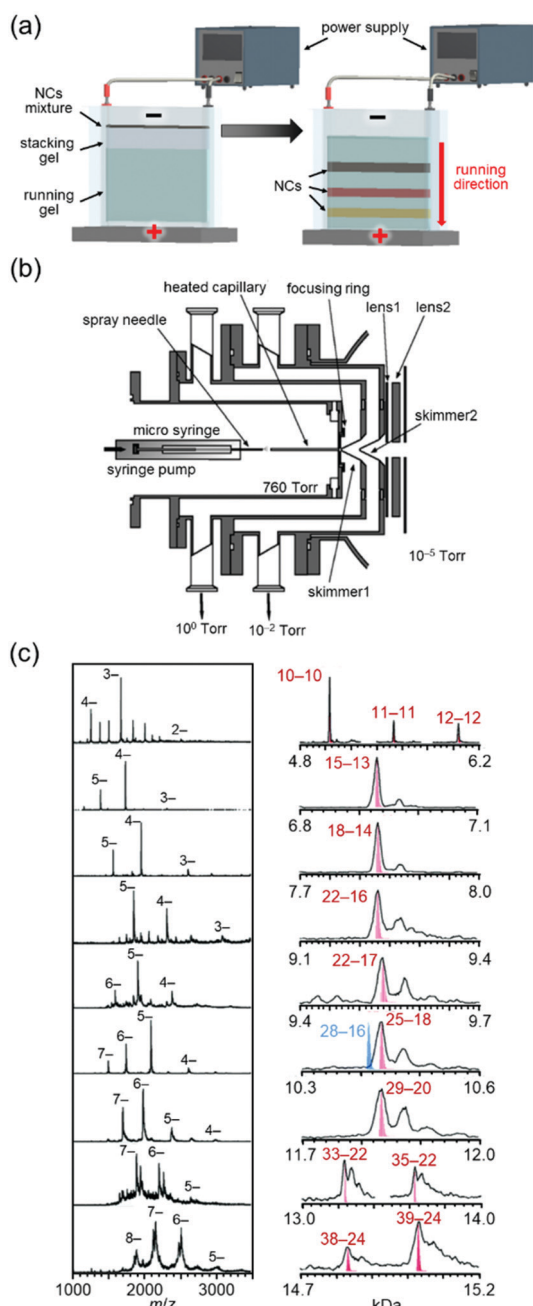 (a)
power supply
NCs
mixture
stacking
gel
running
gel
−
+
NCs
running
direction
−
+
(b)
heated capillary
focusing ring
lens1
lens2
spray needle
micro syringe
syringe pump
760 Torr
skimmer2
skimmer1
10⁻⁵ Torr
10⁰ Torr
10⁻² Torr
(c)
3–
4–
2–
4–
5–
3–
4–
5–
3–
5–
4–
3–
5–
6–
4–
5–
6–
7–
4–
6–
7–
5–
4–
7–
6–
5–
7–
6–
8–
5–
1000 2000 3000
1000 2000 3000
m/z
10–10
11–11
12–12
4.8 6.2
15–13
6.8 7.1
18–14
7.7 8.0
22–16
9.1 9.4
22–17
9.4 9.7
28–16
25–18
10.3 10.6
29–20
11.7 12.0
33–22
35–22
13.0 14.0
38–24
39–24
14.7 15.2
kDa